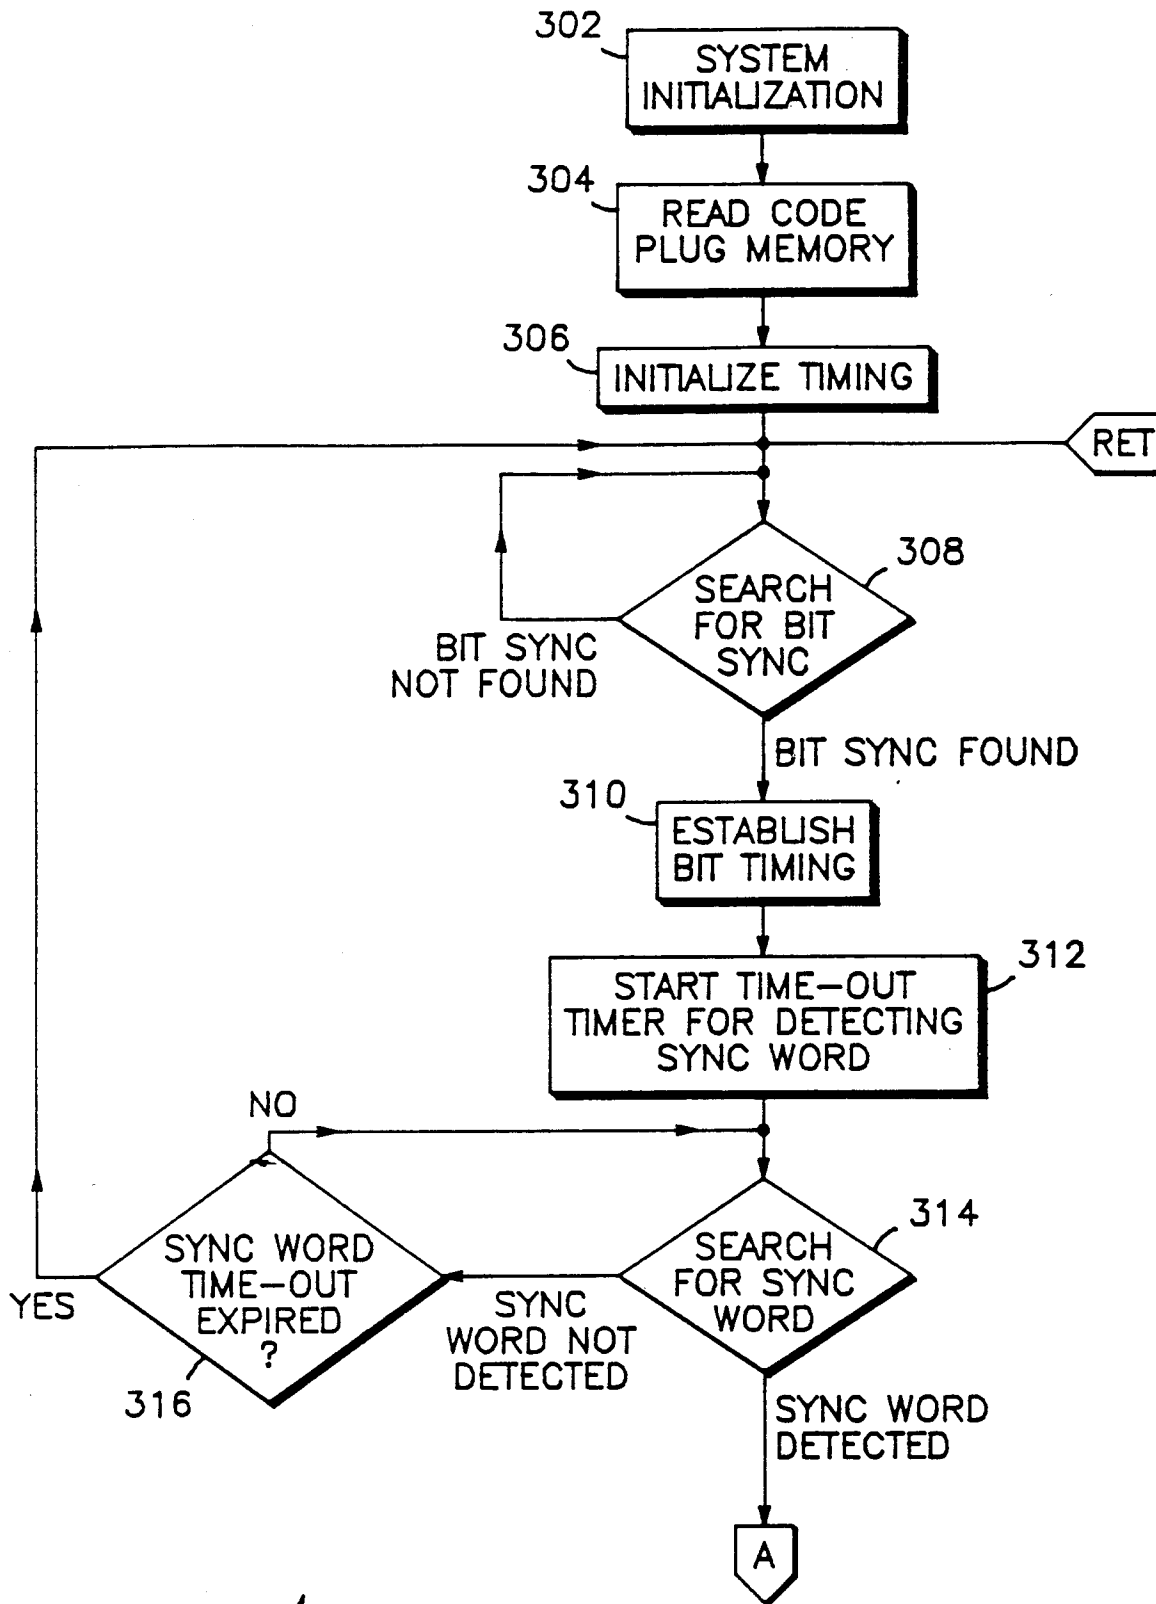 302
SYSTEM
INITIALIZATION
304
READ CODE
PLUG MEMORY
306
INITIALIZE TIMING
RET
308
SEARCH
FOR BIT
SYNC
BIT SYNC
NOT FOUND
BIT SYNC FOUND
310
ESTABLISH
BIT TIMING
312
START TIME-OUT
TIMER FOR DETECTING
SYNC WORD
NO
314
SEARCH
FOR SYNC
WORD
SYNC WORD
TIME-OUT
EXPIRED
?
YES
SYNC
WORD NOT
DETECTED
316
SYNC WORD
DETECTED
A